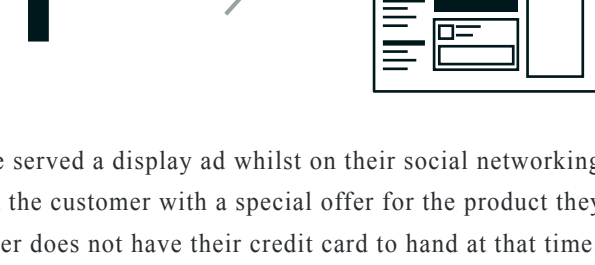 served a display ad whilst on their social networking
the customer with a special offer for the product they
er does not have their credit card to hand at that time